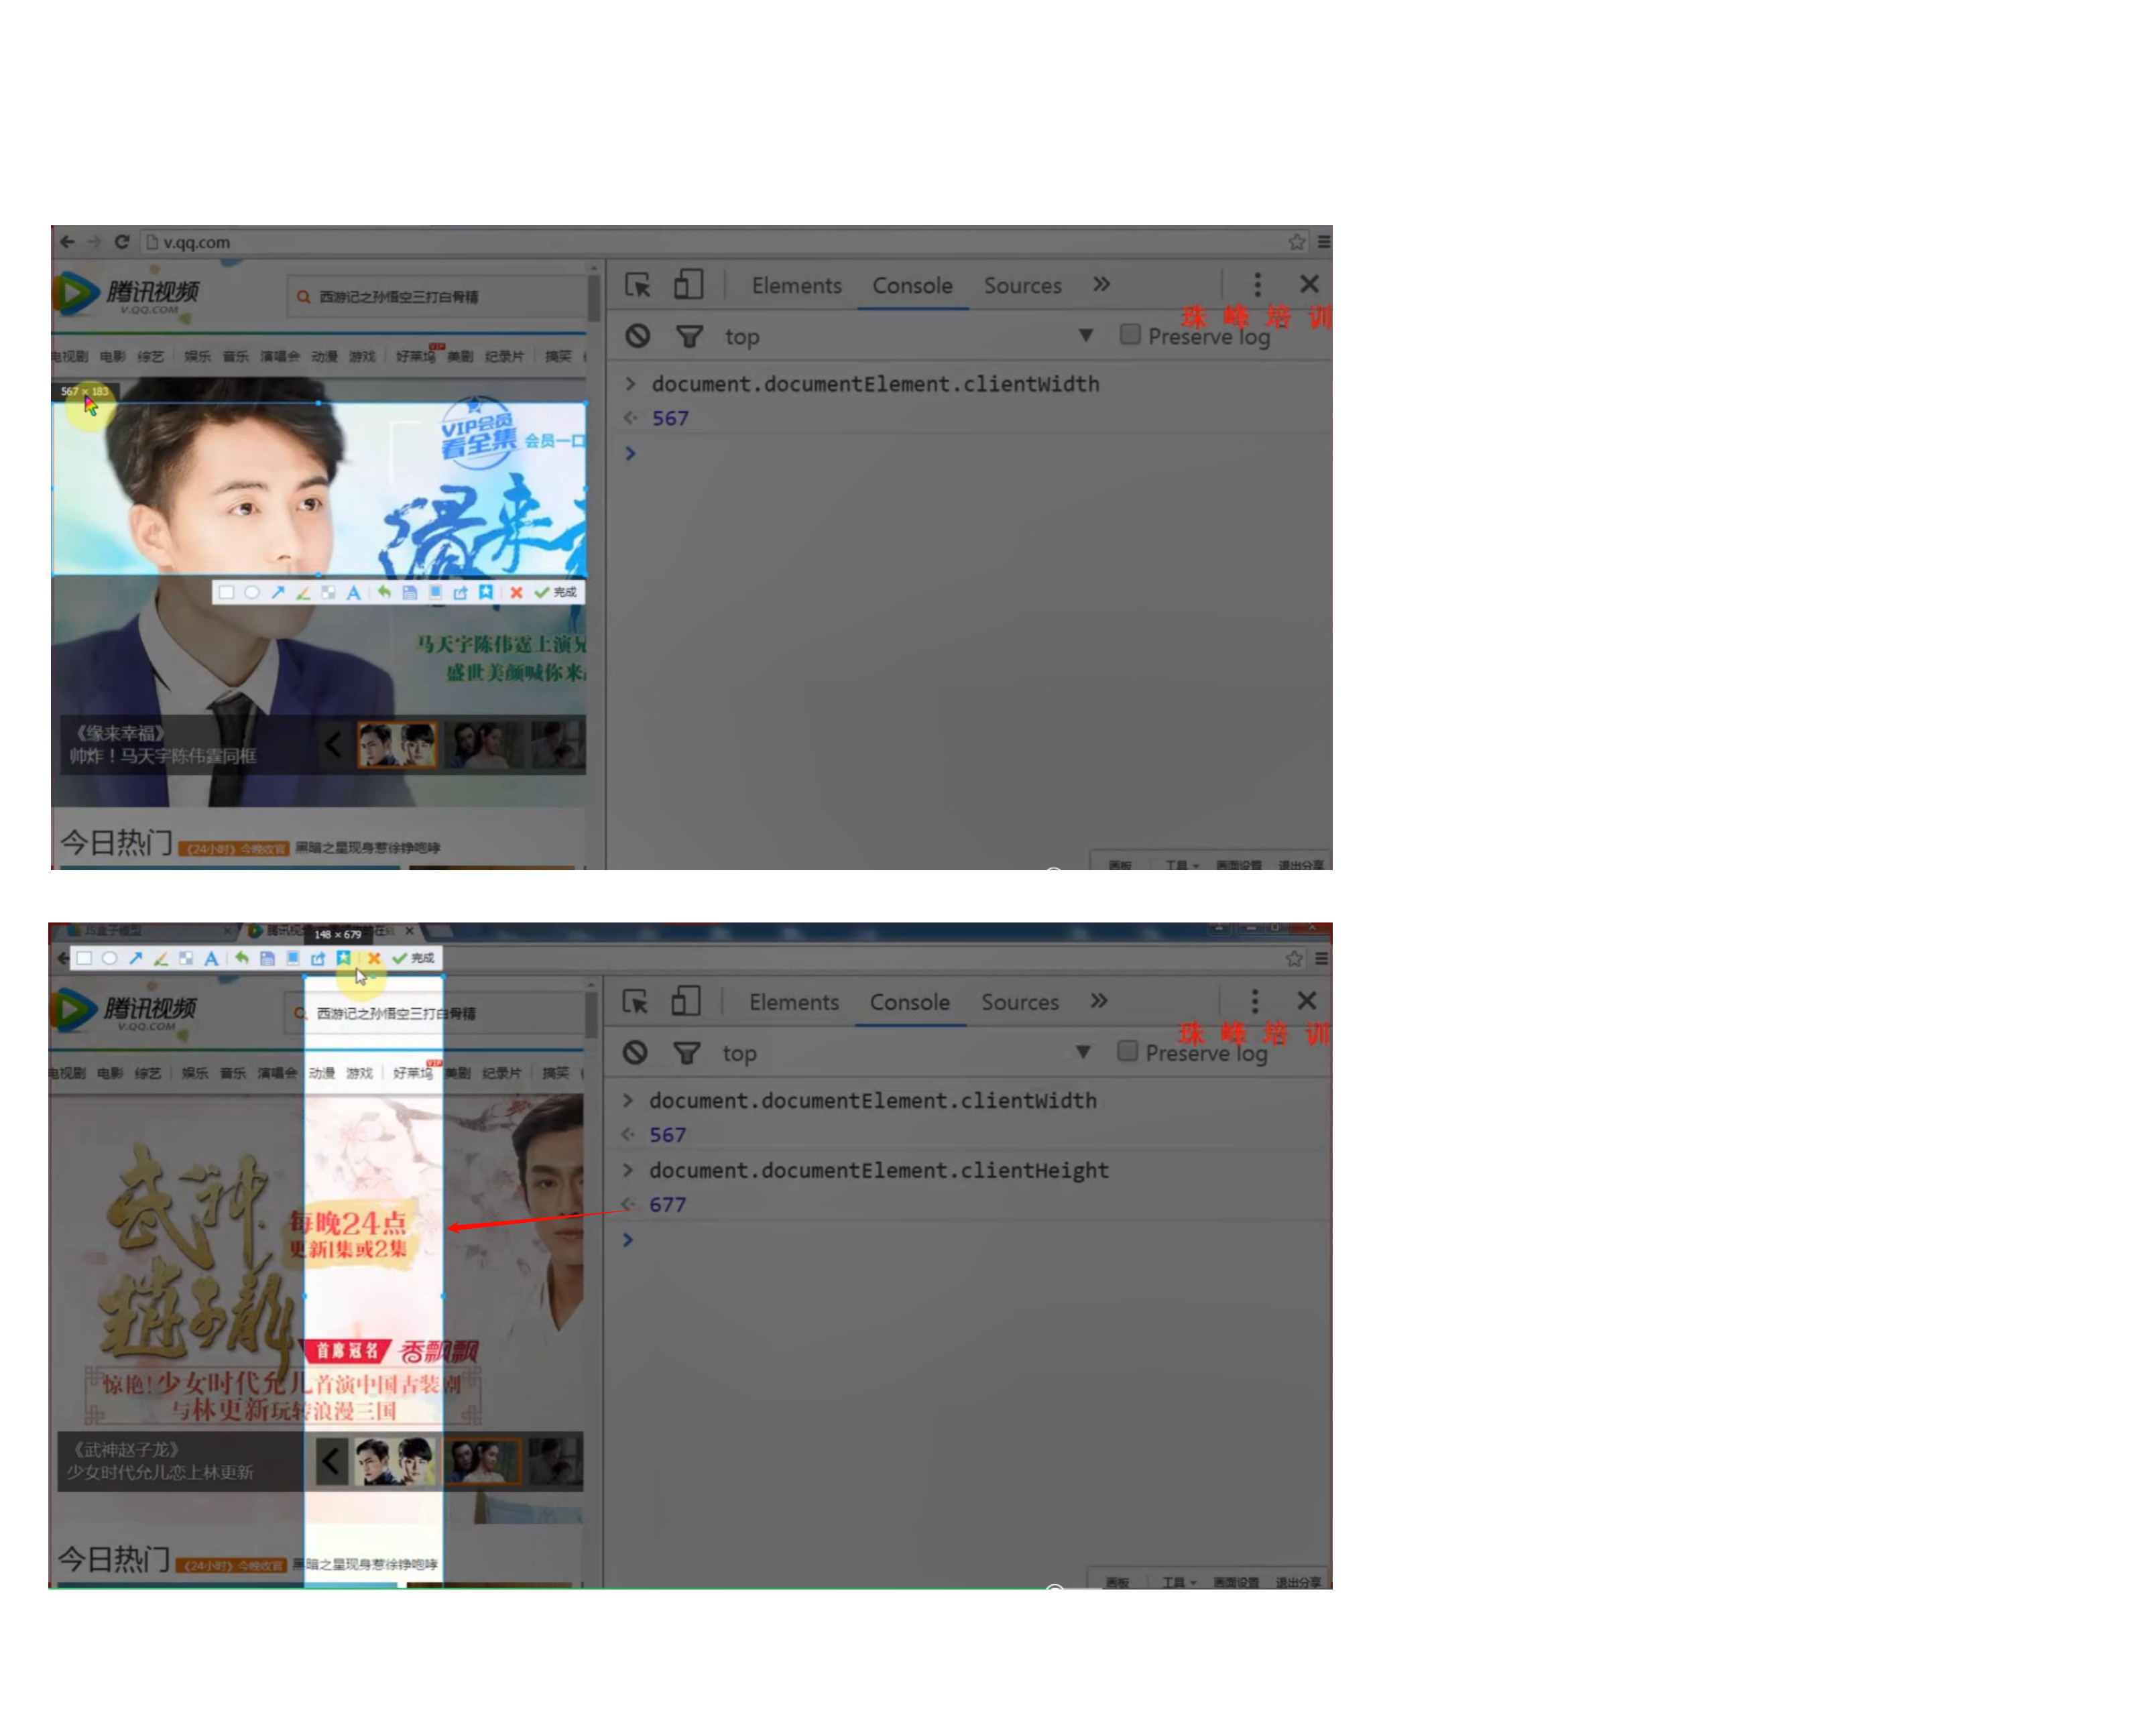 v.qq.com
腾讯视频
V.QQ.COM
西游记之孙悟空三打白骨精
Elements Console Sources
珠峰培训
top Preserve log
电视剧 电影 综艺 娱乐 音乐 演唱会 动漫 游戏 好莱坞 VIP 美剧 纪录片 搞笑
567 × 183
document.documentElement.clientWidth
567
VIP会员
看全集 会员一口
完成
马天宇陈伟霆上演兄
盛世美颜喊你来
《缘来幸福》
帅炸！马天宇陈伟霆同框
今日热门 《24小时》今晚收官 黑暗之星现身惹徐铮咆哮
画板 工具 画面设置 退出分享
JS盒子模型
148 × 679
完成
腾讯视频
V.QQ.COM
西游记之孙悟空三打白骨精
Elements Console Sources
珠峰培训
top Preserve log
电视剧 电影 综艺 娱乐 音乐 演唱会 动漫 游戏 好莱坞 VIP 美剧 纪录片 搞笑
document.documentElement.clientWidth
567
document.documentElement.clientHeight
677
武神
赵子龙
每晚24点
更新1集或2集
首席冠名 香飘飘
惊艳!少女时代允儿首演中国古装剧
与林更新玩转浪漫三国
《武神赵子龙》
少女时代允儿恋上林更新
今日热门 《24小时》今晚收官 黑暗之星现身惹徐铮咆哮
画板 工具 画面设置 退出分享